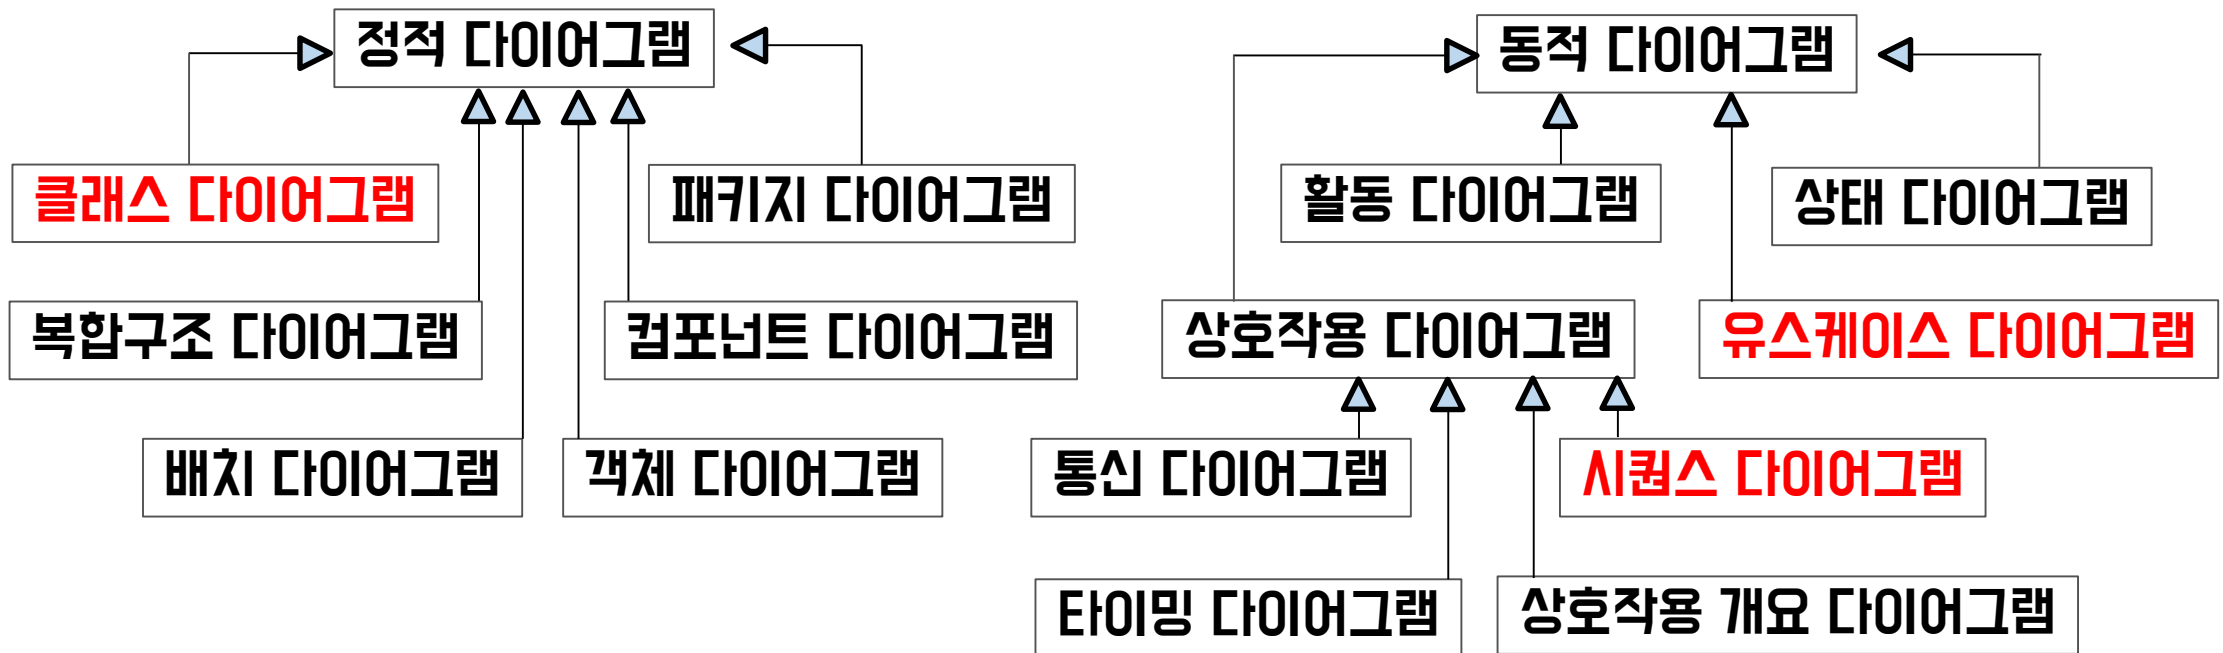 정적 다이어그램
클래스 다이어그램
패키지 다이어그램
복합구조 다이어그램
컴포넌트 다이어그램
배치 다이어그램
객체 다이어그램
동적 다이어그램
활동 다이어그램
상태 다이어그램
상호작용 다이어그램
유스케이스 다이어그램
통신 다이어그램
시퀀스 다이어그램
타이밍 다이어그램
상호작용 개요 다이어그램